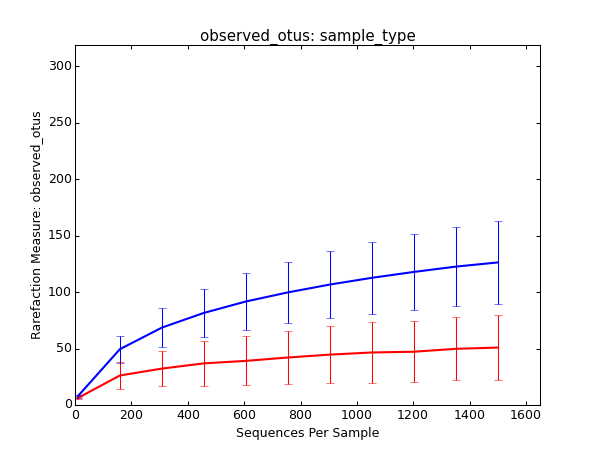 observed_otus: sample_type
Rarefaction Measure: observed_otus
300
250
200
150
100
50
0
0 200 400 600 800 1000 1200 1400 1600
Sequences Per Sample